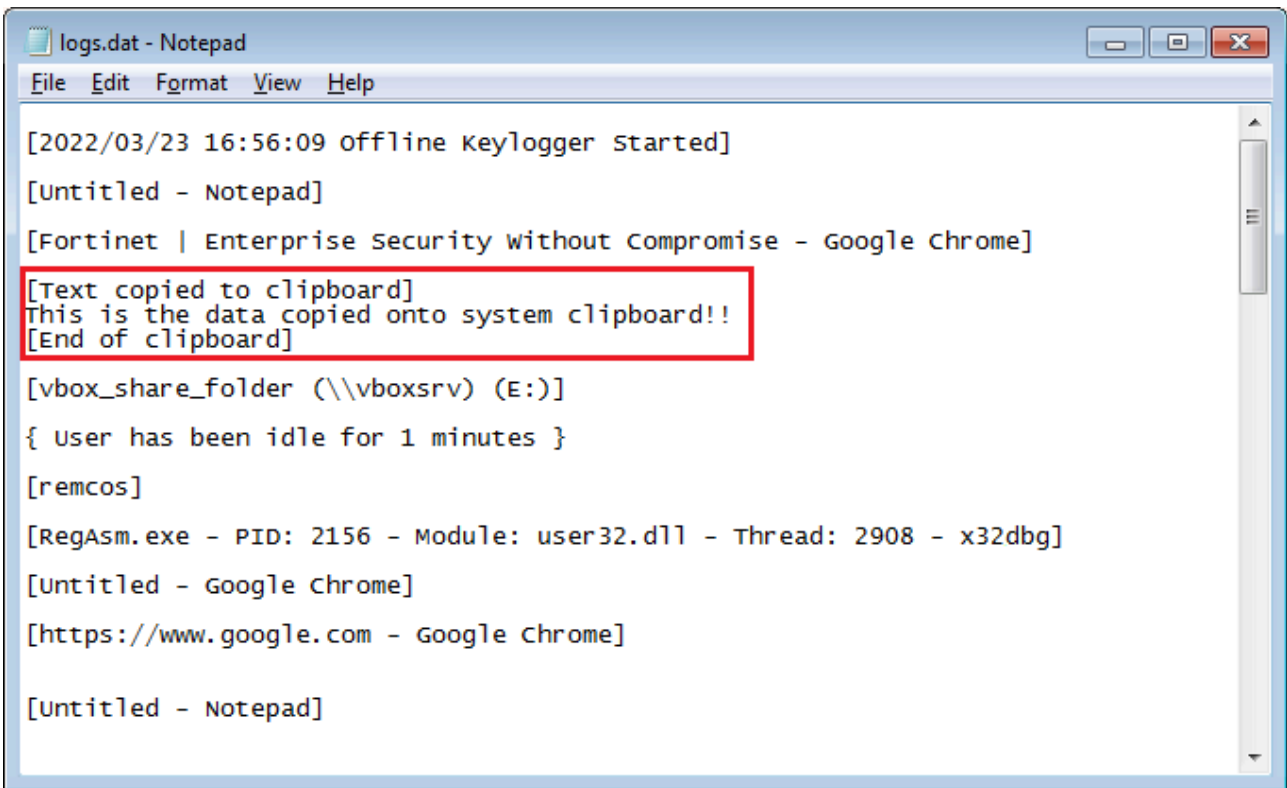 logs.dat - Notepad
File Edit Format View Help
[2022/03/23 16:56:09 Offline Keylogger Started]
[Untitled - Notepad]
[Fortinet | Enterprise Security Without Compromise - Google Chrome]
[Text copied to clipboard]
This is the data copied onto system clipboard!!
[End of clipboard]
[vbox_share_folder (\\vboxsrv) (E:)]
{ User has been idle for 1 minutes }
[remcos]
[RegAsm.exe - PID: 2156 - Module: user32.dll - Thread: 2908 - x32dbg]
[Untitled - Google Chrome]
[https://www.google.com - Google Chrome]
[Untitled - Notepad]